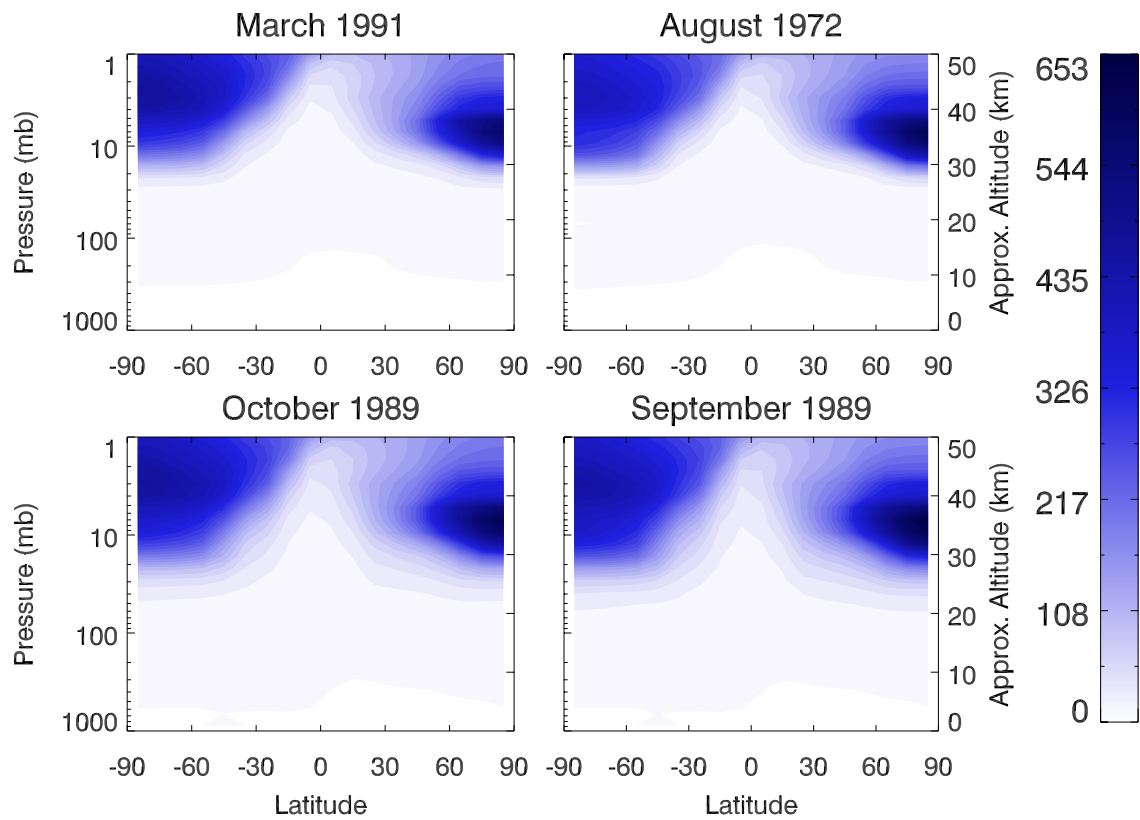 March 1991
August 1972
Pressure (mb)
1
10
100
1000
-90 -60 -30 0 30 60 90
50
40
30
20
10
0
Approx. Altitude (km)
-90 -60 -30 0 30 60 90
October 1989
September 1989
Pressure (mb)
1
10
100
1000
-90 -60 -30 0 30 60 90
Latitude
50
40
30
20
10
0
Approx. Altitude (km)
-90 -60 -30 0 30 60 90
Latitude
653
544
435
326
217
108
0